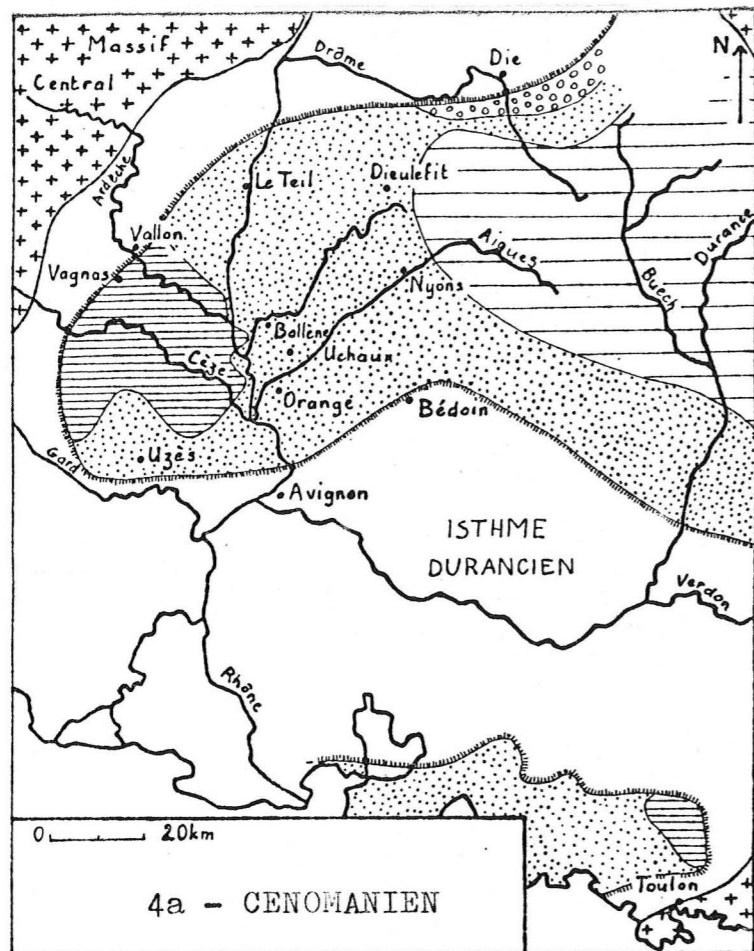 Massif
Central
Drôme
Die
N
Ardèche
Le Teil
Dieulefit
Vallon
Vagnas
Aigues
Nyons
Buech
Durance
Bollène
Uchaux
Cèze
Orange
Bédoin
Uzès
Gard
Avignon
ISTHME
DURANCIEN
Verdon
Rhône
0 20km
Toulon
4a - CENOMANIEN